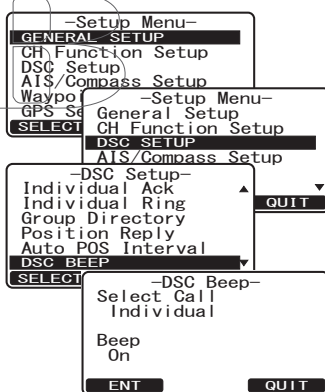 -Setup Menu-
GENERAL SETUP
CH Function Setup
DSC Setup
AIS/Compass Setup
Waypoi
GPS Se
SELECT
-Setup Menu-
General Setup
CH Function Setup
DSC SETUP
AIS/Compass Setup
QUIT
-DSC Setup-
Individual Ack
Individual Ring
Group Directory
Position Reply
Auto POS Interval
DSC BEEP
SELECT
-DSC Beep-
Select Call
Individual
Beep
On
ENT QUIT